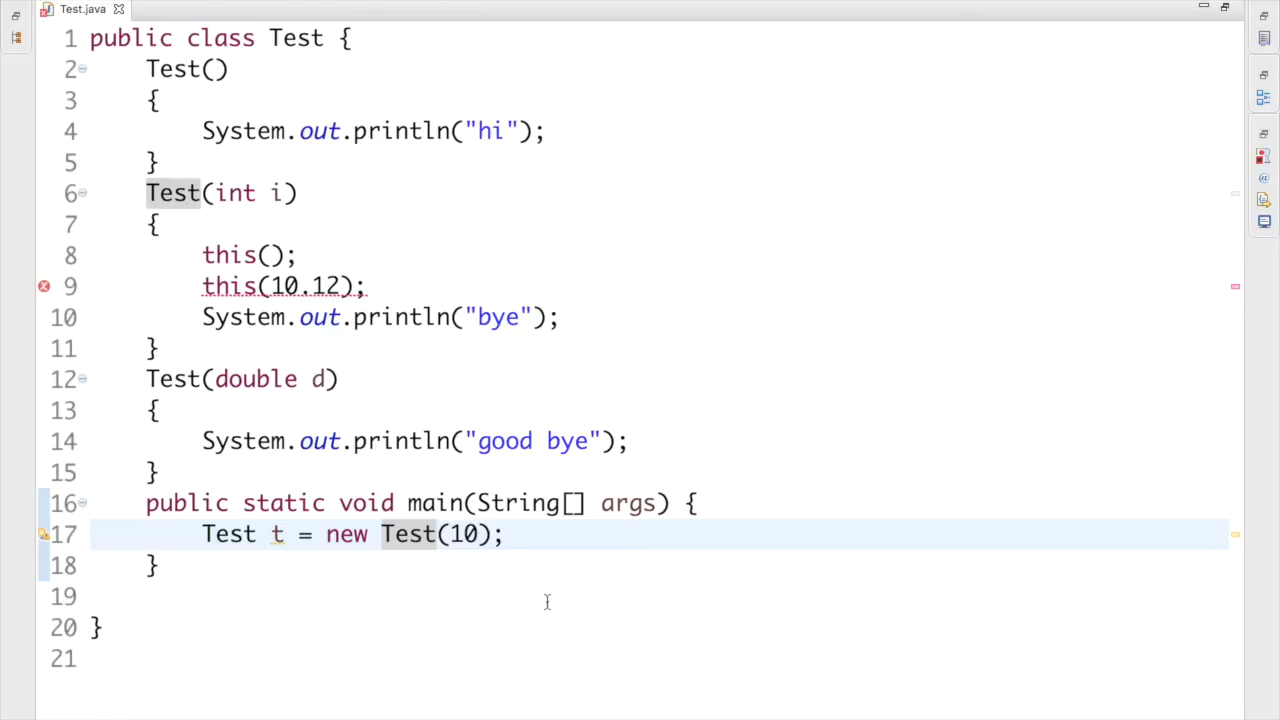 Test.java
1 public class Test {
2 Test()
3 {
4 System.out.println("hi");
5 }
6 Test(int i)
7 {
8 this();
9 this(10.12);
10 System.out.println("bye");
11 }
12 Test(double d)
13 {
14 System.out.println("good bye");
15 }
16 public static void main(String[] args) {
17 Test t = new Test(10);
18 }
19
20 }
21